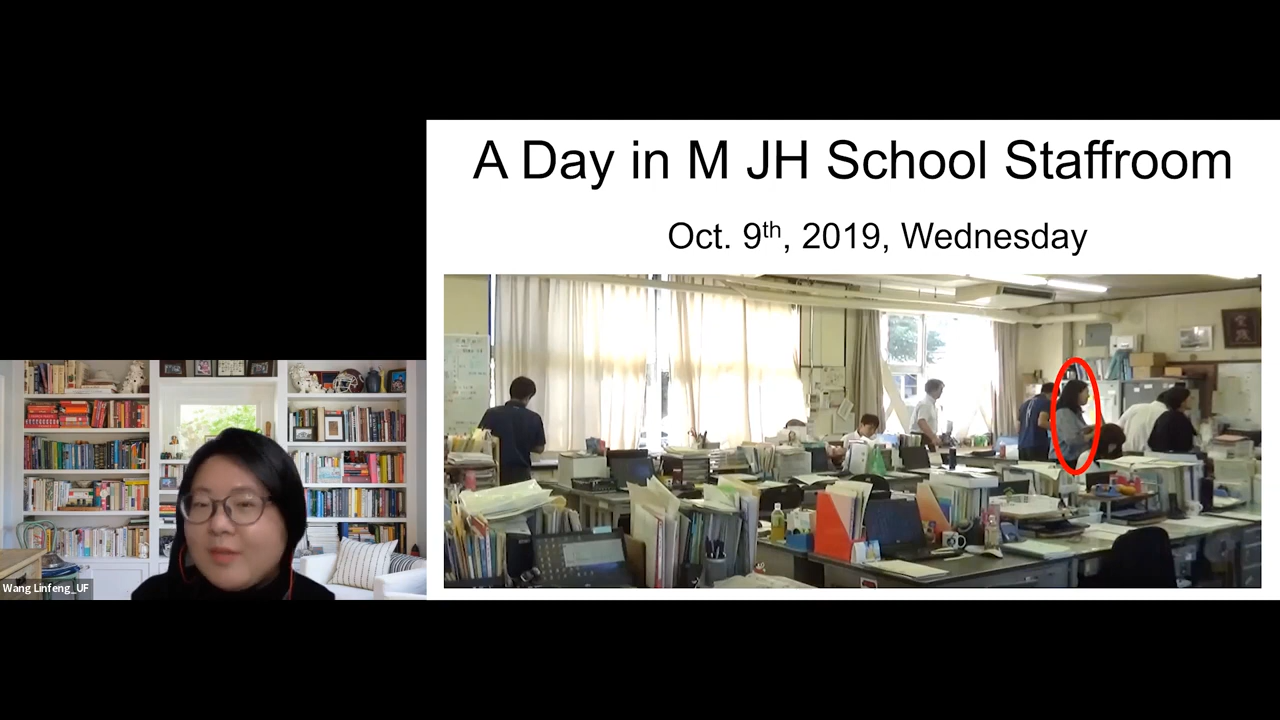 A Day in M JH School Staffroom
Oct. 9th, 2019, Wednesday
Wang Linfeng_UF